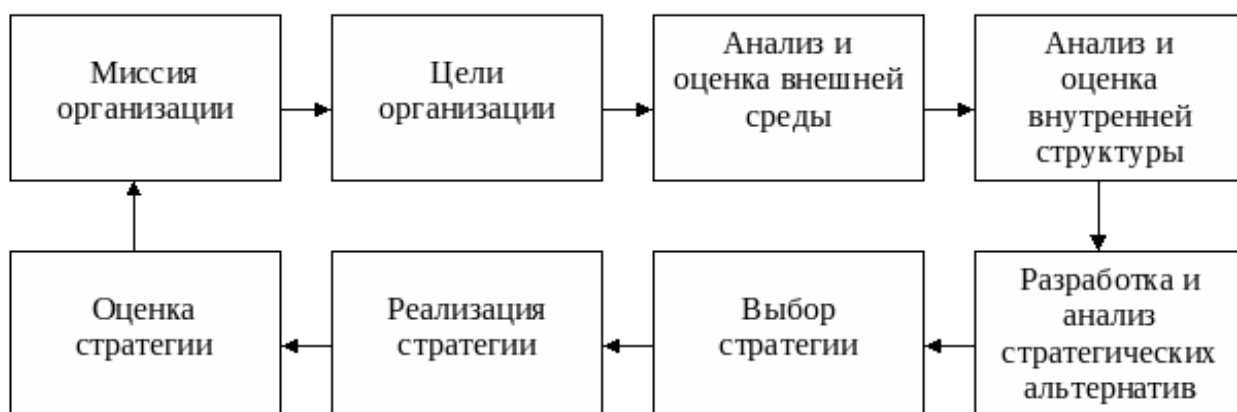 Миссия
организации
Цели
организации
Анализ и
оценка внешней
среды
Анализ и
оценка
внутренней
структуры
Оценка
стратегии
Реализация
стратегии
Выбор
стратегии
Разработка и
анализ
стратегических
альтернатив